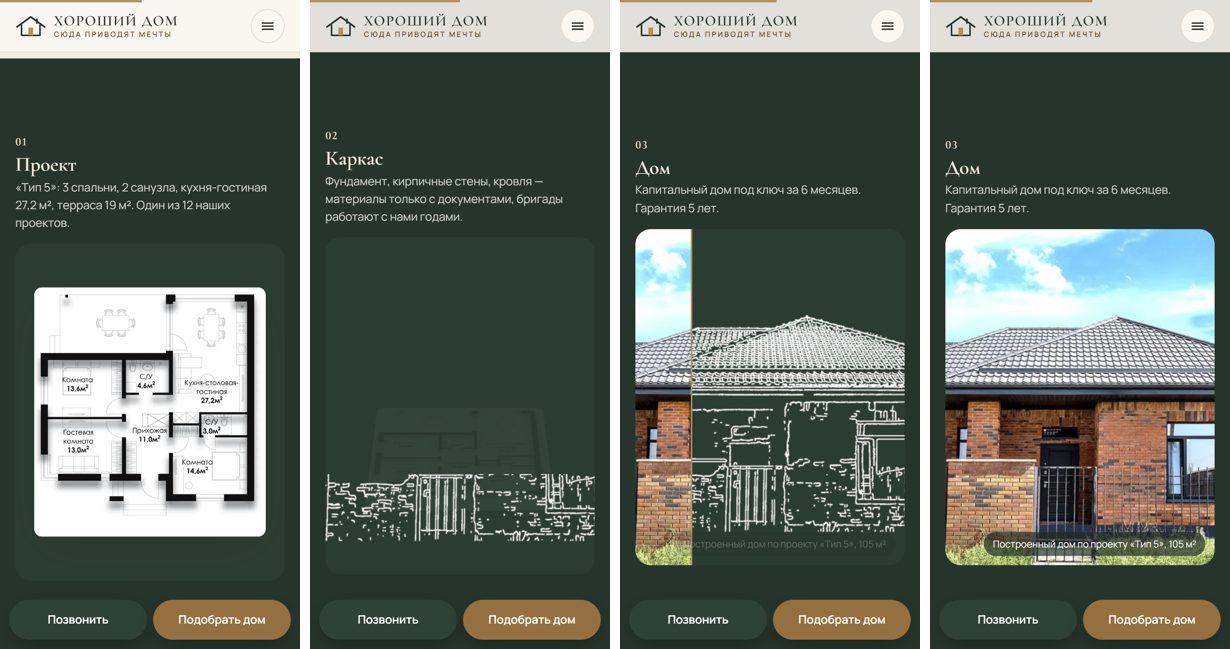 ХОРОШИЙ ДОМ
СЮДА ПРИВОДЯТ МЕЧТЫ
01
Проект
«Тип 5»: 3 спальни, 2 санузла, кухня-гостиная
27,2 м², терраса 19 м². Один из 12 наших
проектов.
Комната
13,6м²
С/У
4,6м²
Кухня-столовая-
гостиная
27,2м²
Гостевая
комната
13,0м²
Прихожая
11,0м²
С/У
3,0м²
Комната
14,6м²
Позвонить
Подобрать дом
ХОРОШИЙ ДОМ
СЮДА ПРИВОДЯТ МЕЧТЫ
02
Каркас
Фундамент, кирпичные стены, кровля —
материалы только с документами, бригады
работают с нами годами.
Позвонить
Подобрать дом
ХОРОШИЙ ДОМ
СЮДА ПРИВОДЯТ МЕЧТЫ
03
Дом
Капитальный дом под ключ за 6 месяцев.
Гарантия 5 лет.
остроенный дом по проекту «Тип 5», 105 м²
Позвонить
Подобрать дом
ХОРОШИЙ ДОМ
СЮДА ПРИВОДЯТ МЕЧТЫ
03
Дом
Капитальный дом под ключ за 6 месяцев.
Гарантия 5 лет.
Построенный дом по проекту «Тип 5», 105 м²
Позвонить
Подобрать дом